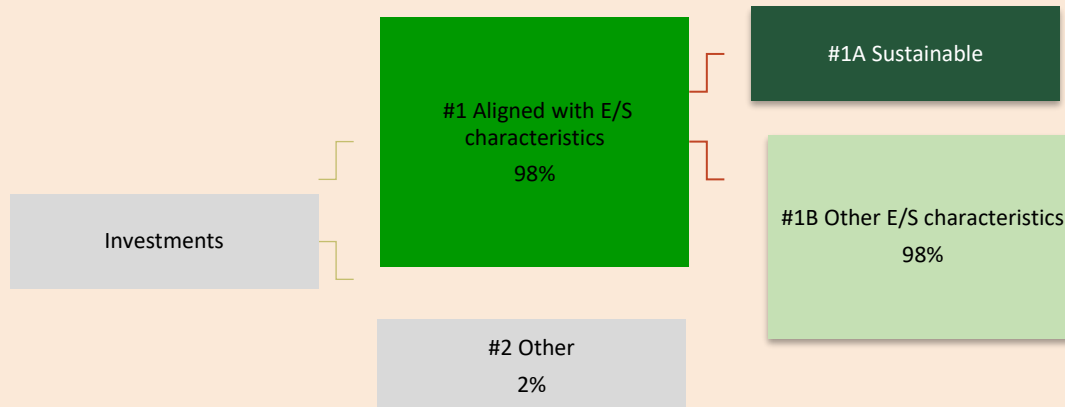 Investments
#1 Aligned with E/S
characteristics
98%
#2 Other
2%
#1A Sustainable
#1B Other E/S characteristics
98%